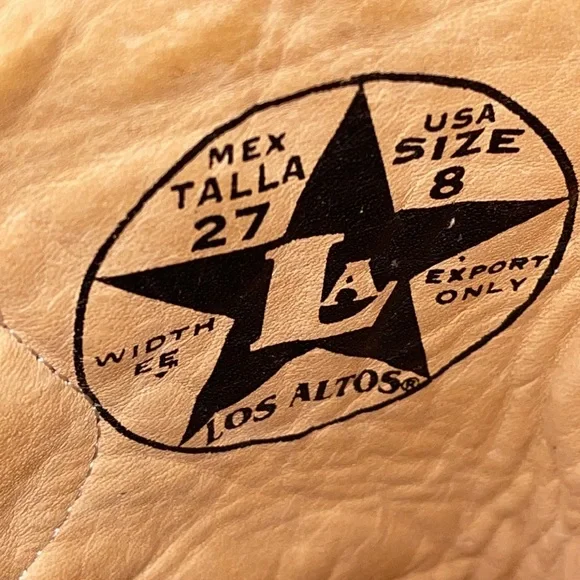 MEX
TALLA
27
USA
SIZE
8
LA
WIDTH
EE
EXPORT
ONLY
LOS ALTOS®